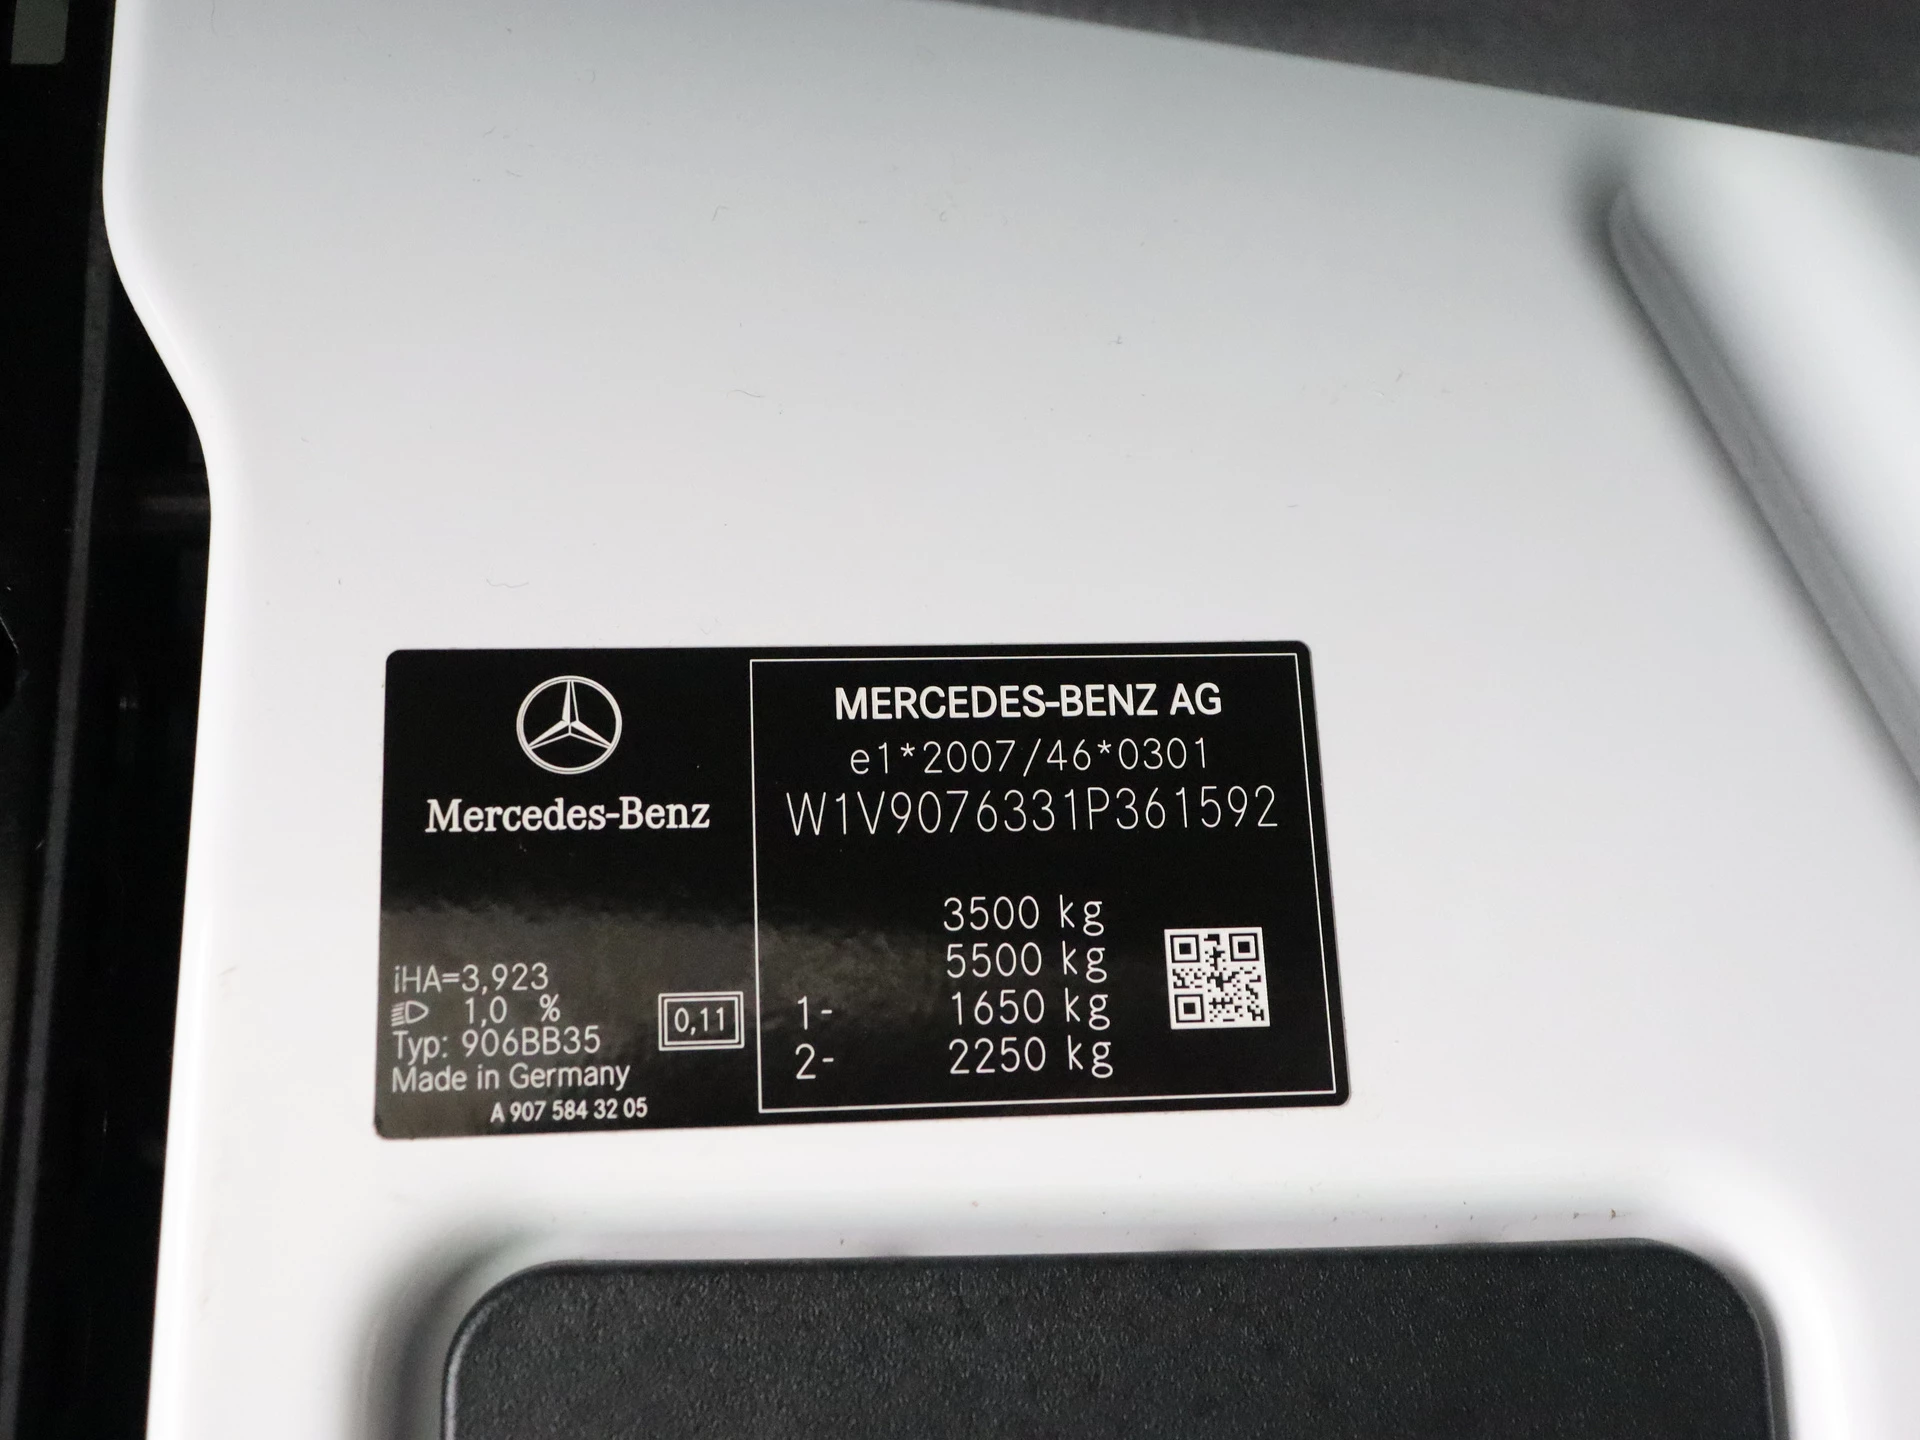 Mercedes-Benz
iHA=3,923
1,0 %
Typ: 906BB35
Made in Germany
A 907 584 32 05
0,11
MERCEDES-BENZ AG
e1*2007/46*0301
W1V9076331P361592
3500 kg
5500 kg
1- 1650 kg
2- 2250 kg